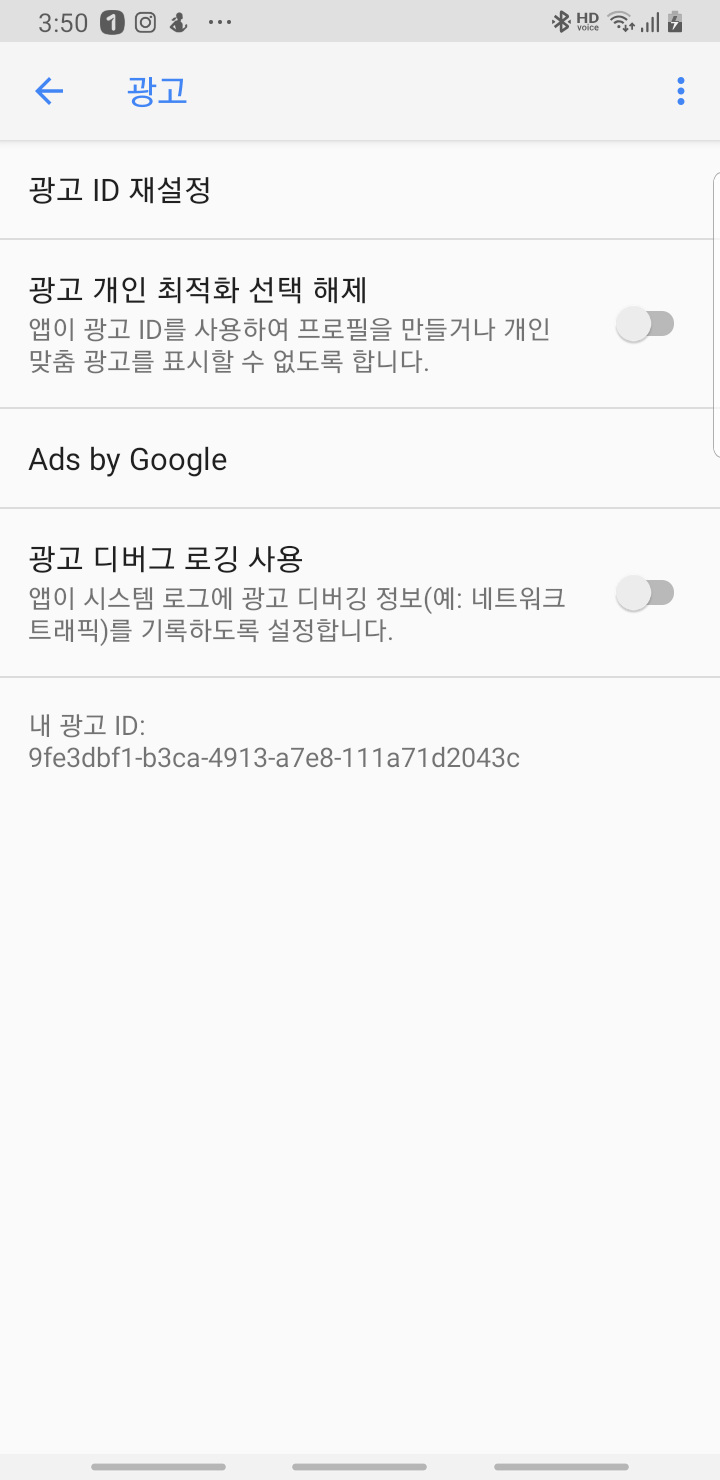 3:50
HD
voice
광고
광고 ID 재설정
광고 개인 최적화 선택 해제
앱이 광고 ID를 사용하여 프로필을 만들거나 개인
맞춤 광고를 표시할 수 없도록 합니다.
Ads by Google
광고 디버그 로깅 사용
앱이 시스템 로그에 광고 디버깅 정보(예: 네트워크
트래픽)를 기록하도록 설정합니다.
내 광고 ID:
9fe3dbf1-b3ca-4913-a7e8-111a71d2043c